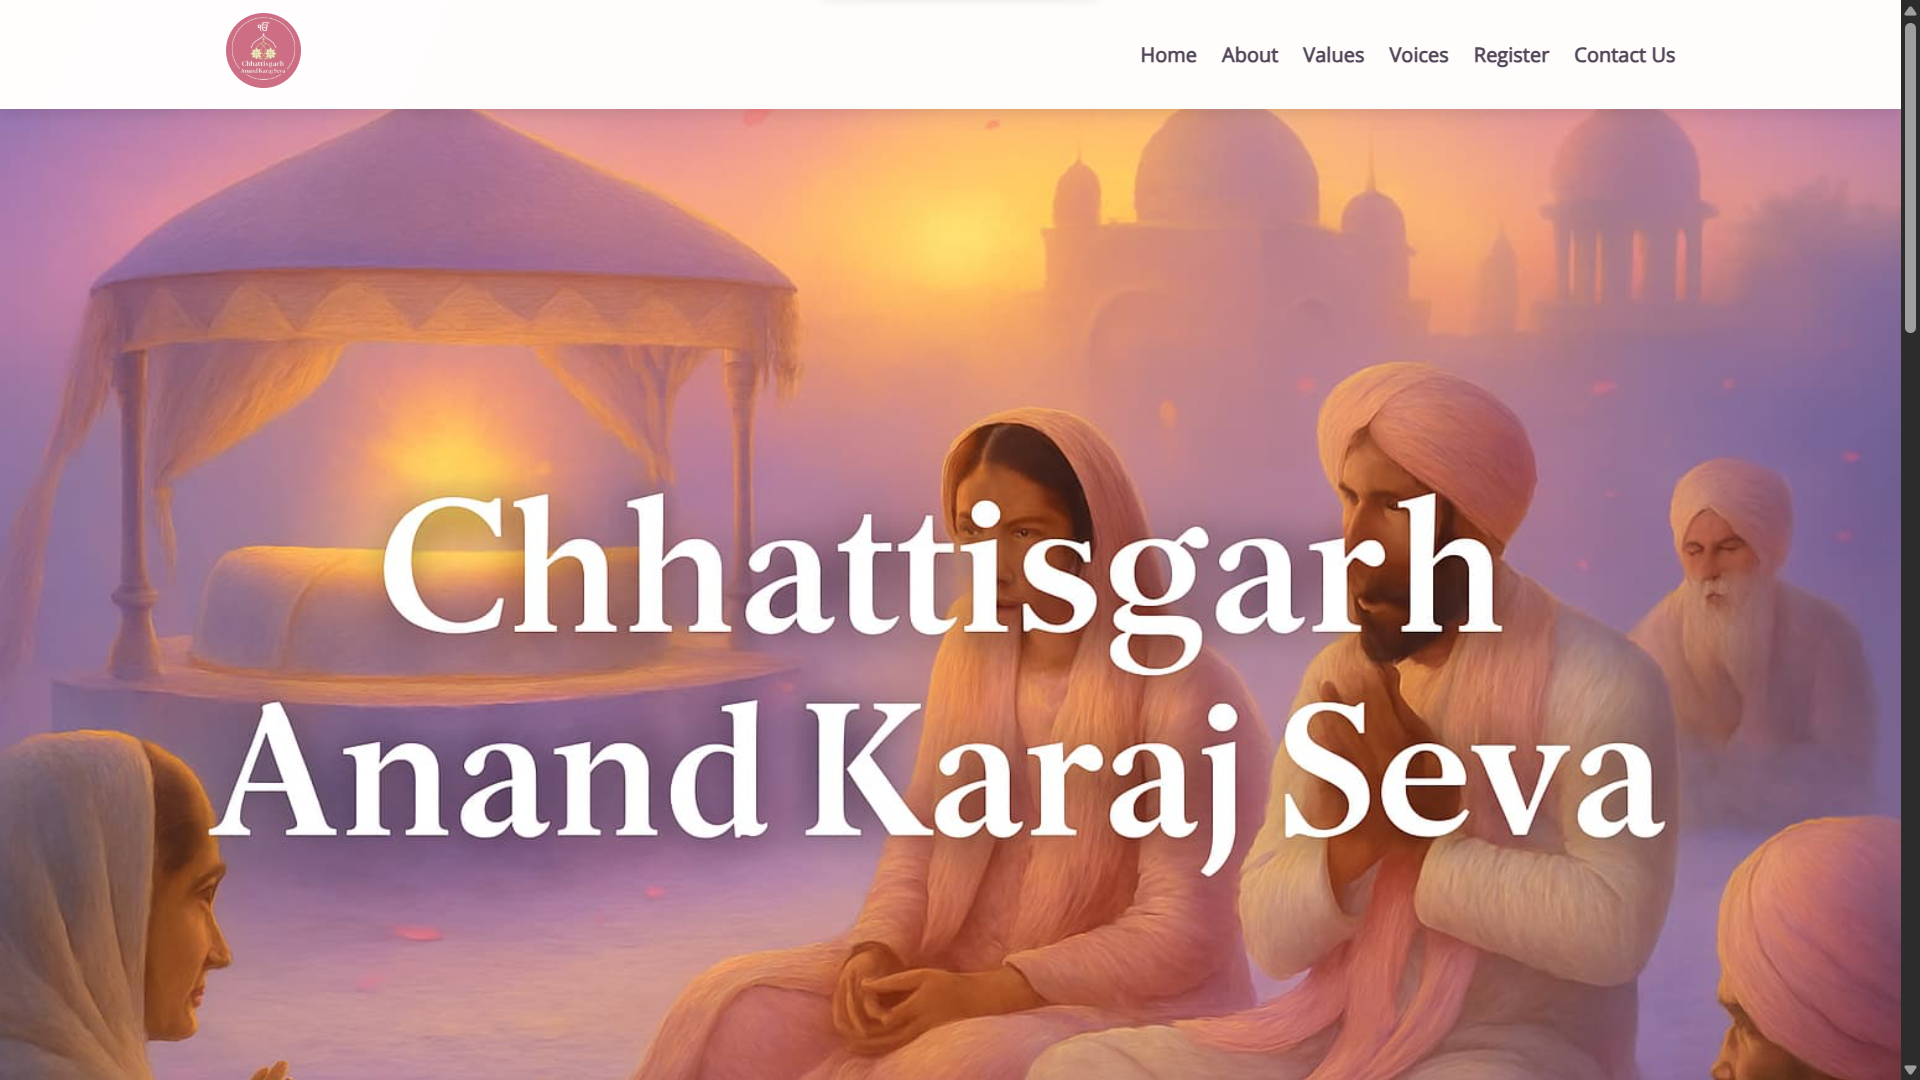 ੴ
Chhattisgarh
Anand Karaj Seva
Home
About
Values
Voices
Register
Contact Us
Chhattisgarh
Anand Karaj Seva